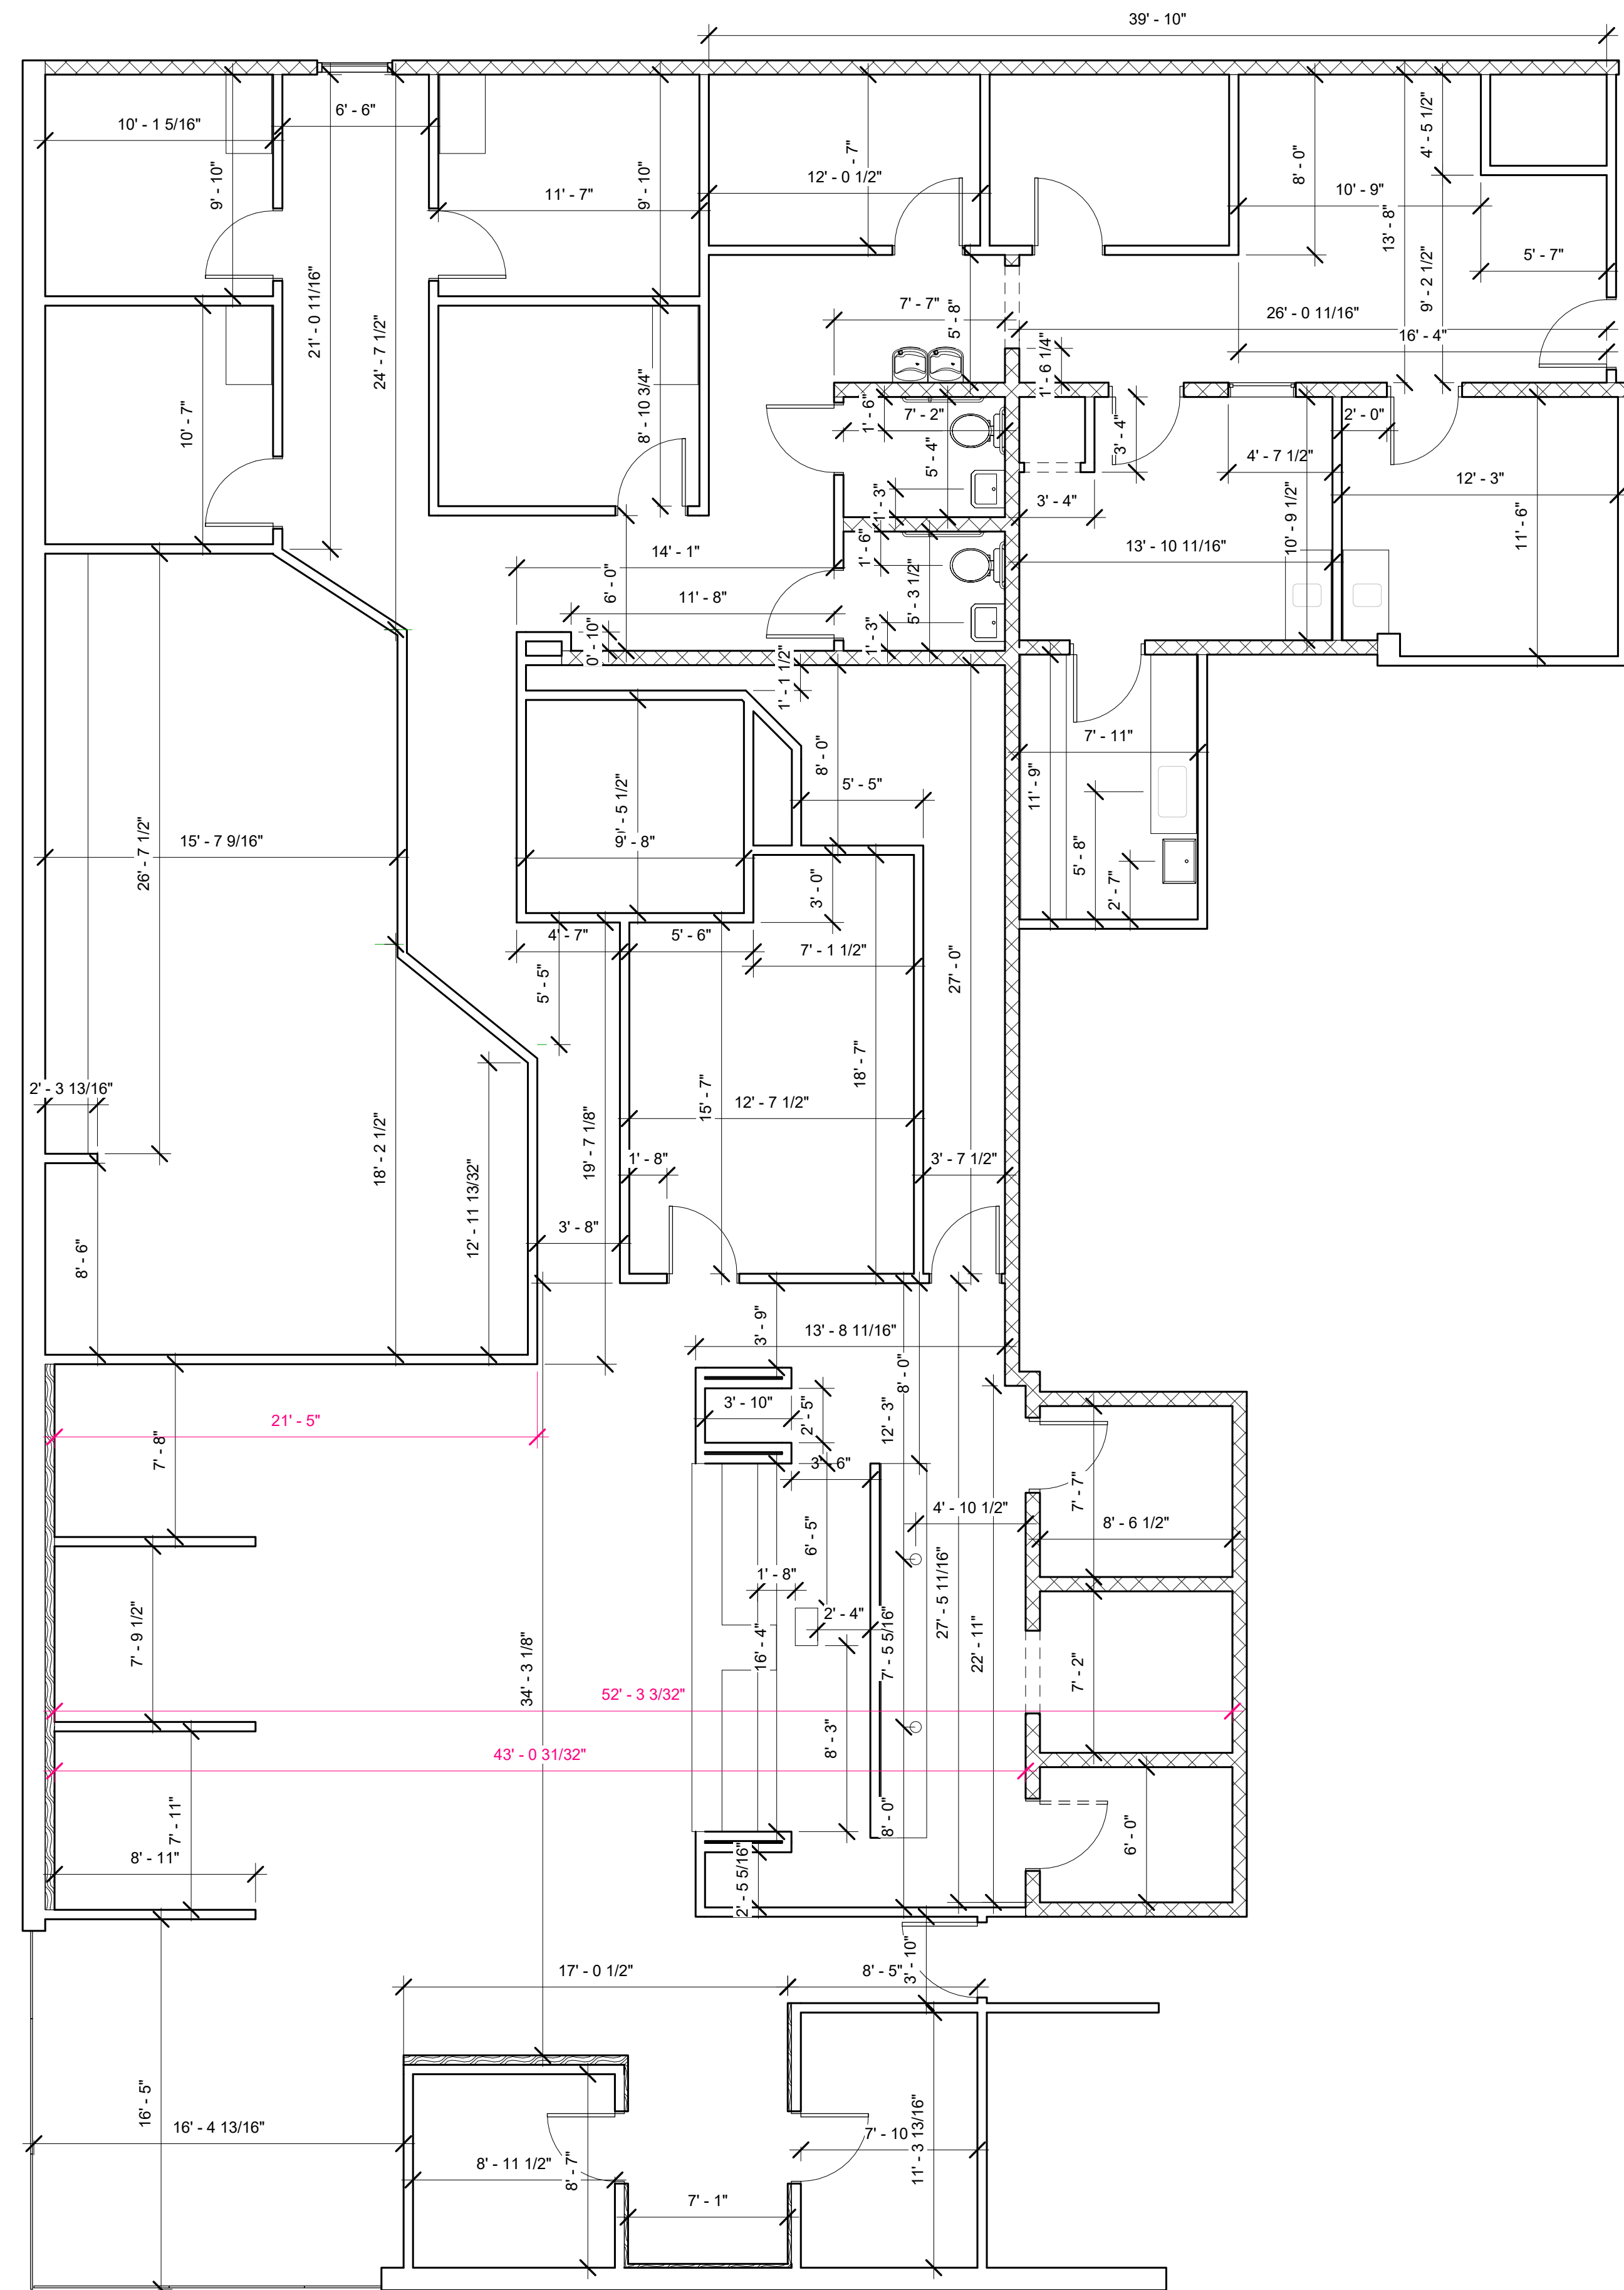 39' - 10"
10' - 1 5/16"
6' - 6"
9' - 10"
11' - 7"
9' - 10"
12' - 0 1/2"
8' - 0"
10' - 9"
13' - 8"
4' - 5 1/2"
9' - 2 1/2"
5' - 7"
21' - 0 11/16"
24' - 7 1/2"
7' - 7"
5' - 8"
26' - 0 11/16"
16' - 4"
1' - 6 1/4"
10' - 7"
8' - 10 3/4"
1' - 6"
7' - 2"
5' - 4"
1' - 3"
3' - 4"
3' - 4"
2' - 0"
4' - 7 1/2"
12' - 3"
10' - 9 1/2"
11' - 6"
13' - 10 11/16"
14' - 1"
6' - 0"
11' - 8"
1' - 6"
5' - 3 1/2"
1' - 3"
0' - 10"
1' - 1 1/2"
8' - 0"
7' - 11"
11' - 9"
5' - 8"
2' - 7"
15' - 7 9/16"
26' - 7 1/2"
9' - 5 1/2"
9' - 8"
5' - 5"
3' - 0"
4' - 7"
5' - 6"
7' - 1 1/2"
5' - 5"
27' - 0"
2' - 3 13/16"
18' - 2 1/2"
12' - 11 13/32"
19' - 7 1/8"
15' - 7"
12' - 7 1/2"
18' - 7"
1' - 8"
3' - 7 1/2"
3' - 8"
8' - 6"
3' - 9"
13' - 8 11/16"
8' - 0"
21' - 5"
7' - 8"
3' - 10"
2' - 5"
12' - 3"
3' - 6"
4' - 10 1/2"
7' - 7"
8' - 6 1/2"
6' - 5"
1' - 8"
2' - 4"
7' - 9 1/2"
34' - 3 1/8"
16' - 4"
7' - 5 5/16"
27' - 5 11/16"
22' - 11"
7' - 2"
52' - 3 3/32"
43' - 0 31/32"
8' - 3"
7' - 11"
8' - 11"
8' - 0"
6' - 0"
2' - 5 5/16"
17' - 0 1/2"
8' - 5"
3' - 10"
16' - 5"
16' - 4 13/16"
8' - 11 1/2"
8' - 7"
7' - 1"
7' - 10
11' - 3 13/16"